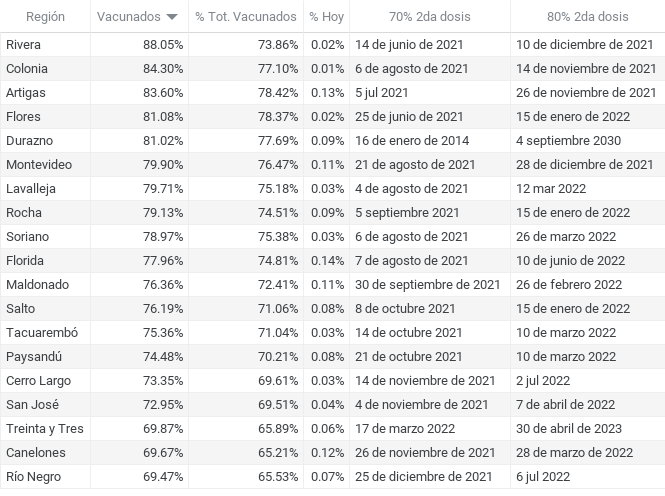 Región Vacunados % Tot. Vacunados % Hoy 70% 2da dosis 80% 2da dosis
Rivera 88.05% 73.86% 0.02% 14 de junio de 2021 10 de diciembre de 2021
Colonia 84.30% 77.10% 0.01% 6 de agosto de 2021 14 de noviembre de 2021
Artigas 83.60% 78.42% 0.13% 5 jul 2021 26 de noviembre de 2021
Flores 81.08% 78.37% 0.02% 25 de junio de 2021 15 de enero de 2022
Durazno 81.02% 77.69% 0.09% 16 de enero de 2014 4 septiembre 2030
Montevideo 79.90% 76.47% 0.11% 21 de agosto de 2021 28 de diciembre de 2021
Lavalleja 79.71% 75.18% 0.03% 4 de agosto de 2021 12 mar 2022
Rocha 79.13% 74.51% 0.09% 5 septiembre 2021 15 de enero de 2022
Soriano 78.97% 75.38% 0.03% 6 de agosto de 2021 26 de marzo de 2022
Florida 77.96% 74.81% 0.14% 7 de agosto de 2021 10 de junio de 2022
Maldonado 76.36% 72.41% 0.11% 30 de septiembre de 2021 26 de febrero 2022
Salto 76.19% 71.06% 0.08% 8 de octubre 2021 15 de enero de 2022
Tacuarembó 75.36% 71.04% 0.03% 14 de octubre 2021 10 de marzo 2022
Paysandú 74.48% 70.21% 0.08% 21 de octubre 2021 10 de marzo 2022
Cerro Largo 73.35% 69.61% 0.03% 14 de noviembre de 2021 2 jul 2022
San José 72.95% 69.51% 0.04% 4 de noviembre de 2021 7 de abril de 2022
Treinta y Tres 69.87% 65.89% 0.06% 17 de marzo 2022 30 de abril de 2023
Canelones 69.67% 65.21% 0.12% 26 de noviembre de 2021 28 de marzo de 2022
Río Negro 69.47% 65.53% 0.07% 25 de diciembre de 2021 6 jul 2022